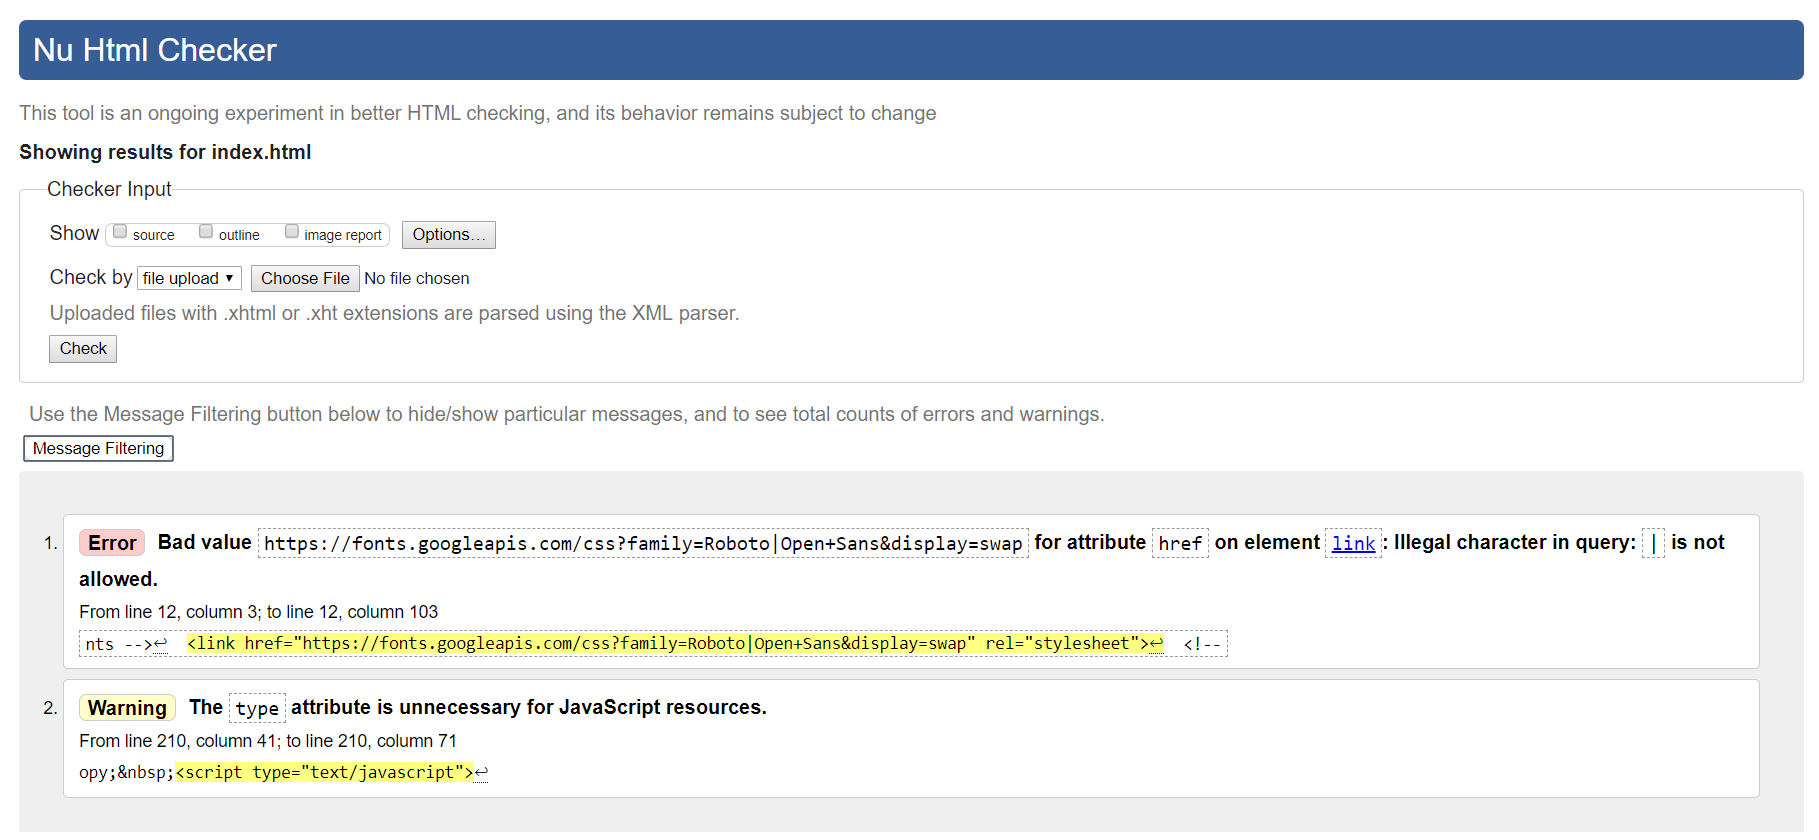 Nu Html Checker
This tool is an ongoing experiment in better HTML checking, and its behavior remains subject to change
Showing results for index.html
Checker Input
Show source outline image report Options...
Check by file upload ▼ Choose File No file chosen
Uploaded files with .xhtml or .xht extensions are parsed using the XML parser.
Check
Use the Message Filtering button below to hide/show particular messages, and to see total counts of errors and warnings.
Message Filtering
1. Error Bad value https://fonts.googleapis.com/css?family=Roboto|Open+Sans&display=swap for attribute href on element link: Illegal character in query: | is not
allowed.
From line 12, column 3; to line 12, column 103
nts -->↩ <link href="https://fonts.googleapis.com/css?family=Roboto|Open+Sans&display=swap" rel="stylesheet">↩ <!--
2. Warning The type attribute is unnecessary for JavaScript resources.
From line 210, column 41; to line 210, column 71
opy;&nbsp;<script type="text/javascript">↩